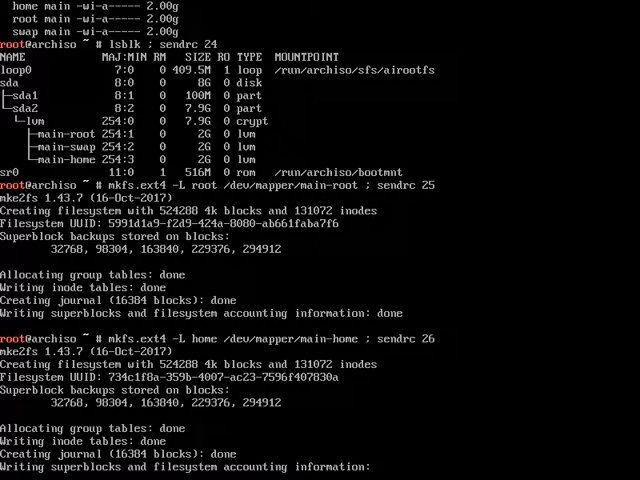 home main -wi-a----- 2.00g
root main -wi-a----- 2.00g
swap main -wi-a----- 2.00g
root@archiso ~ # lsblk ; sendrc 24
NAME MAJ:MIN RM SIZE RO TYPE MOUNTPOINT
loop0 7:0 0 409.5M 1 loop /run/archiso/sfs/airootfs
sda 8:0 0 8G 0 disk
├─sda1 8:1 0 100M 0 part
└─sda2 8:2 0 7.9G 0 part
└─lvm 254:0 0 7.9G 0 crypt
├─main-root 254:1 0 2G 0 lvm
├─main-swap 254:2 0 2G 0 lvm
└─main-home 254:3 0 2G 0 lvm
sr0 11:0 1 516M 0 rom /run/archiso/bootmnt
root@archiso ~ # mkfs.ext4 -L root /dev/mapper/main-root ; sendrc 25
mke2fs 1.43.7 (16-Oct-2017)
Creating filesystem with 524288 4k blocks and 131072 inodes
Filesystem UUID: 5991d1a9-f2d9-424a-8080-ab661faba7f6
Superblock backups stored on blocks:
32768, 98304, 163840, 229376, 294912
Allocating group tables: done
Writing inode tables: done
Creating journal (16384 blocks): done
Writing superblocks and filesystem accounting information: done
root@archiso ~ # mkfs.ext4 -L home /dev/mapper/main-home ; sendrc 26
mke2fs 1.43.7 (16-Oct-2017)
Creating filesystem with 524288 4k blocks and 131072 inodes
Filesystem UUID: 734c1f8a-359b-4007-ac23-7596f407830a
Superblock backups stored on blocks:
32768, 98304, 163840, 229376, 294912
Allocating group tables: done
Writing inode tables: done
Creating journal (16384 blocks): done
Writing superblocks and filesystem accounting information: